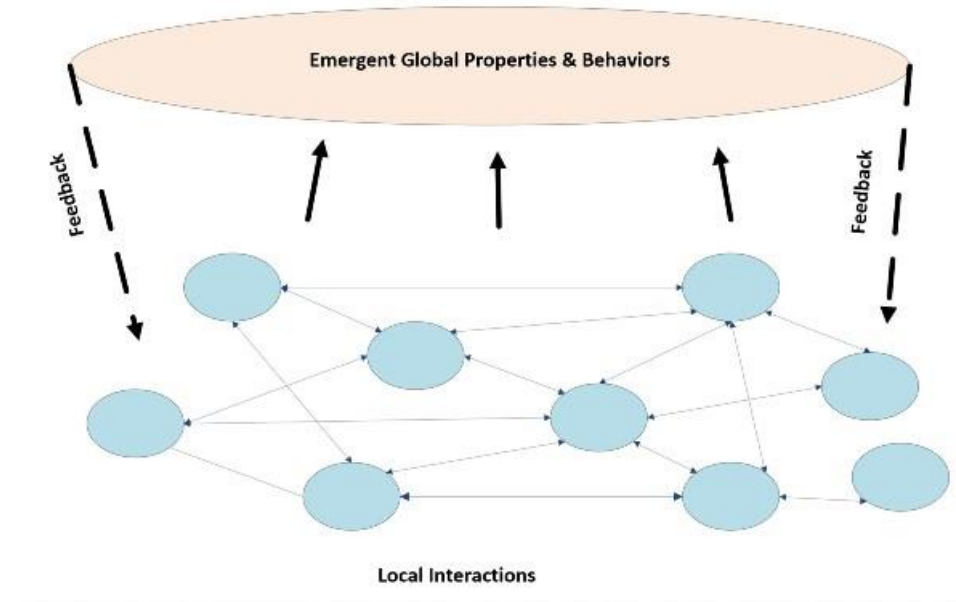 Emergent Global Properties & Behaviors
Feedback
Feedback
Local Interactions